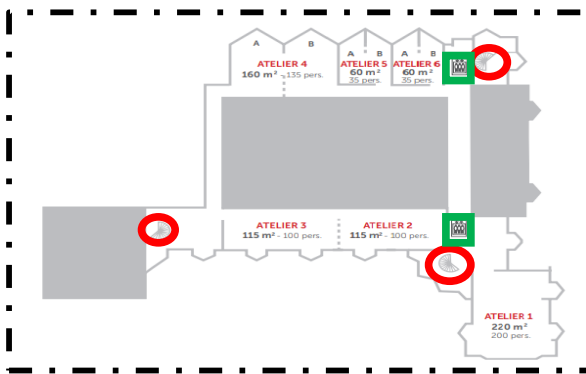 A B
ATELIER 4
160 m² - 135 pers.
A B
ATELIER 5
60 m²
35 pers.
A B
ATELIER 6
60 m²
35 pers.
ATELIER 3
115 m² - 100 pers.
ATELIER 2
115 m² - 100 pers.
ATELIER 1
220 m²
200 pers.